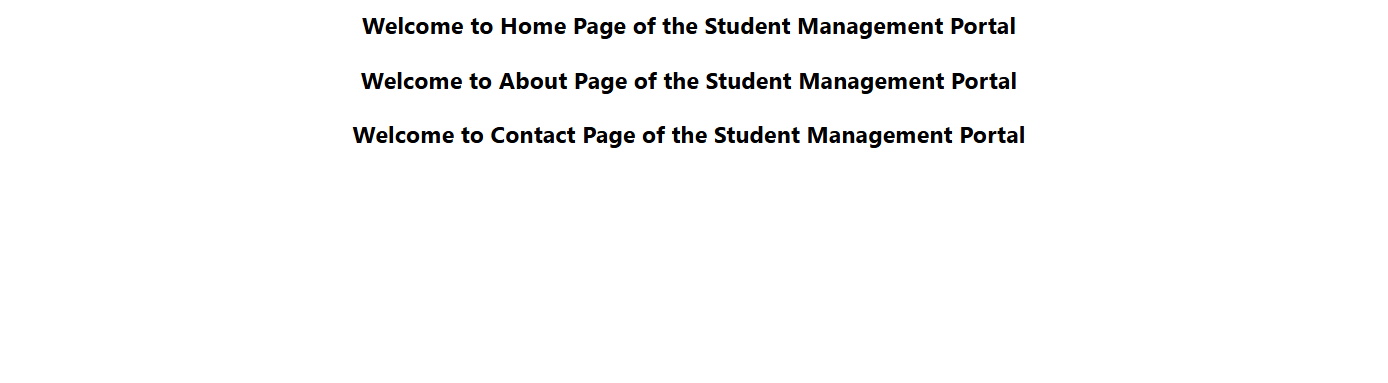 Welcome to Home Page of the Student Management Portal
Welcome to About Page of the Student Management Portal
Welcome to Contact Page of the Student Management Portal